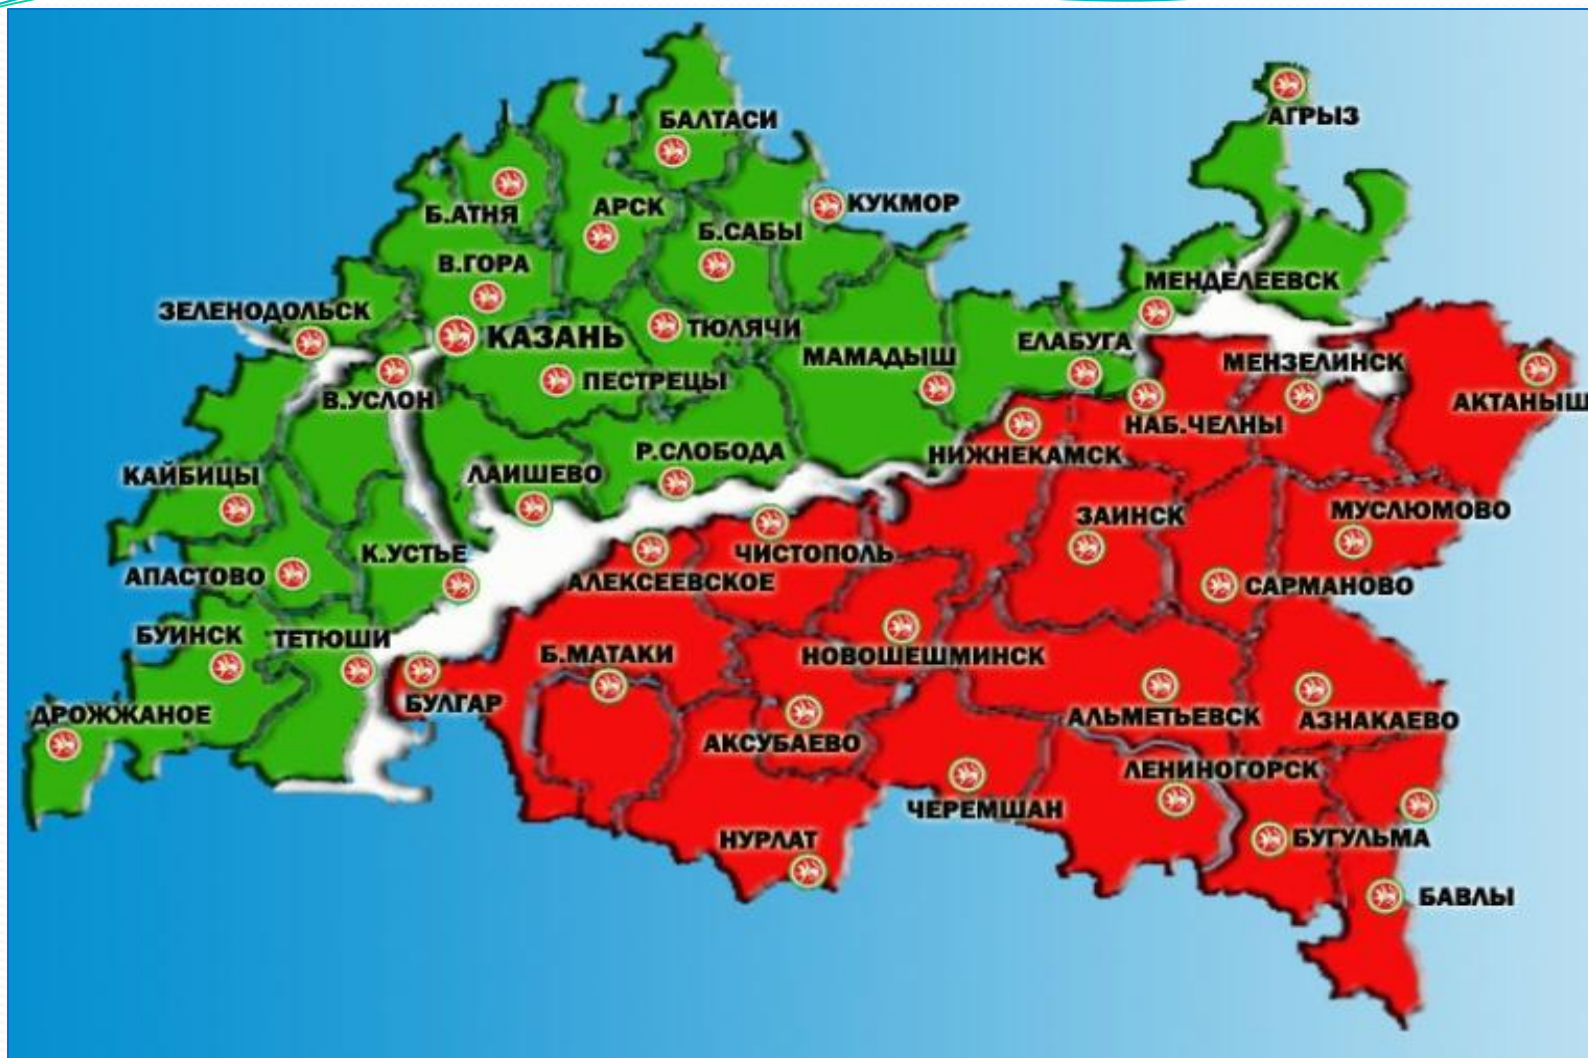 АГРЫЗ
БАЛТАСИ
Б.АТНЯ
АРСК
КУКМОР
Б.САБЫ
В.ГОРА
МЕНДЕЛЕЕВСК
ЗЕЛЕНОДОЛЬСК
КАЗАНЬ
ТЮЛЯЧИ
ЕЛАБУГА
МАМАДЫШ
МЕНЗЕЛИНСК
ПЕСТРЕЦЫ
В.УСЛОН
АКТАНЫШ
НАБ.ЧЕЛНЫ
Р.СЛОБОДА
НИЖНЕКАМСК
КАЙБИЦЫ
ЛАИШЕВО
МУСЛЮМОВО
ЗАИНСК
К.УСТЬЕ
ЧИСТОПОЛЬ
АПАСТОВО
АЛЕКСЕЕВСКОЕ
САРМАНОВО
БУИНСК
ТЕТЮШИ
Б.МАТАКИ
НОВОШЕШМИНСК
БУЛГАР
ДРОЖЖАНОЕ
АЛЬМЕТЬЕВСК
АЗНАКАЕВО
АКСУБАЕВО
ЛЕНИНОГОРСК
ЧЕРЕМШАН
НУРЛАТ
БУГУЛЬМА
БАВЛЫ